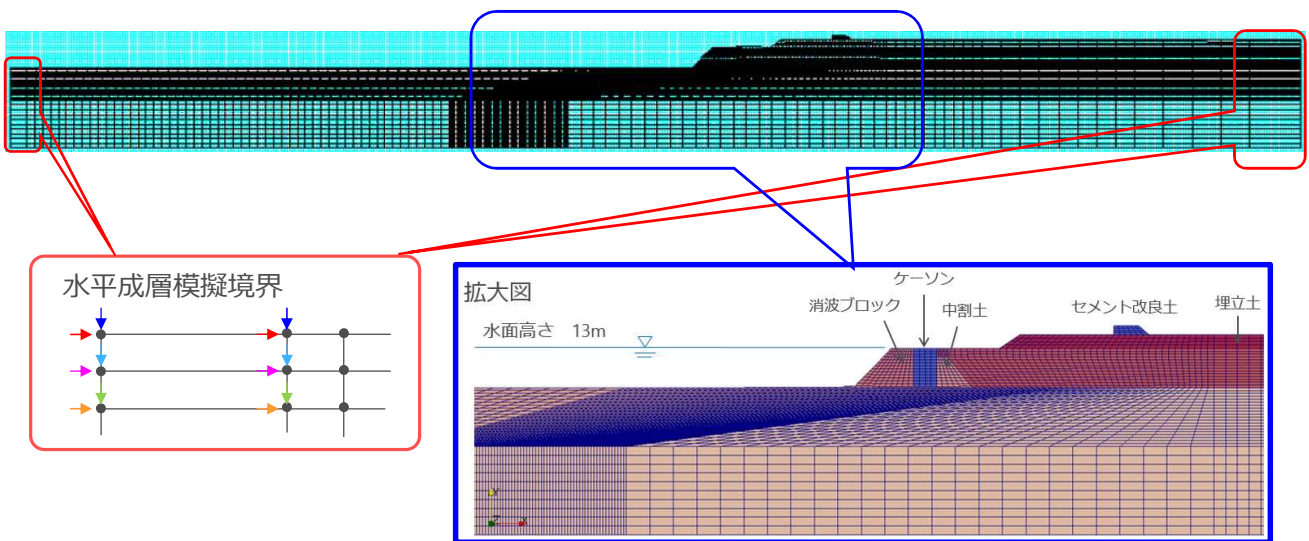 水平成層模擬境界
拡大図
水面高さ 13m
ケーソン
消波ブロック
中割土
セメント改良土
埋立土
Y
Z
X